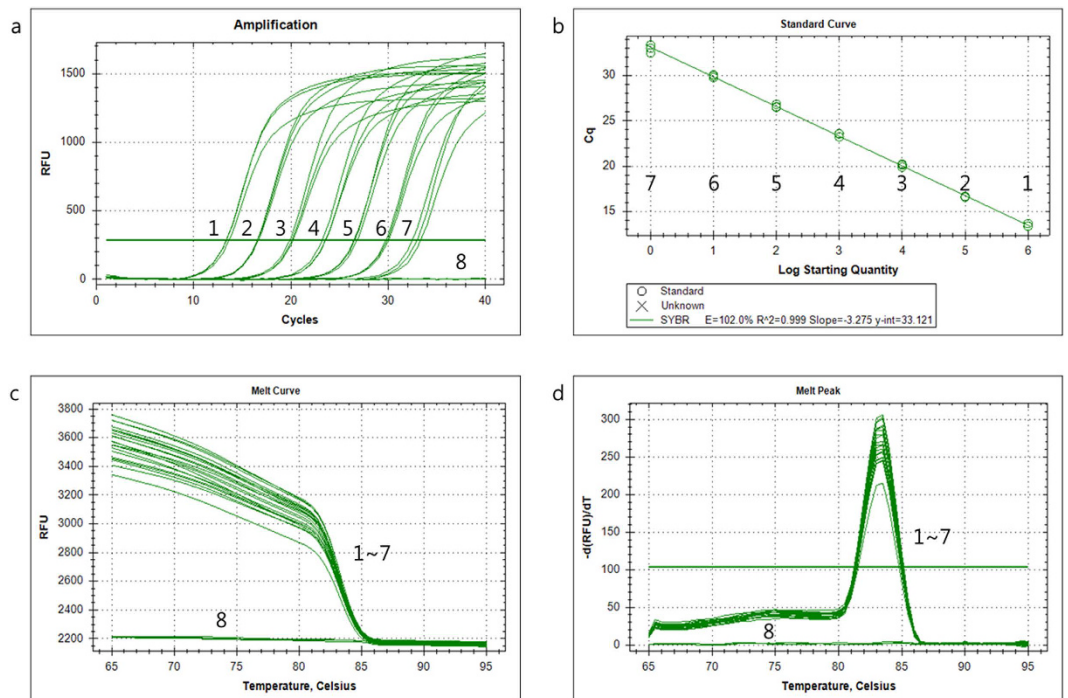 a
Amplification
RFU
1500
1000
500
0
1 2 3 4 5 6 7
8
0 10 20 30 40
Cycles
b
Standard Curve
Cq
30
25
20
15
7 6 5 4 3 2 1
0 1 2 3 4 5 6
Log Starting Quantity
Standard
Unknown
SYBR E=102.0% R^2=0.999 Slope=-3.275 y-int=33.121
c
Melt Curve
RFU
3800
3600
3400
3200
3000
2800
2600
2400
2200
1~7
8
65 70 75 80 85 90 95
Temperature, Celsius
d
Melt Peak
-d(RFU)/dT
300
250
200
150
100
50
0
1~7
8
65 70 75 80 85 90 95
Temperature, Celsius